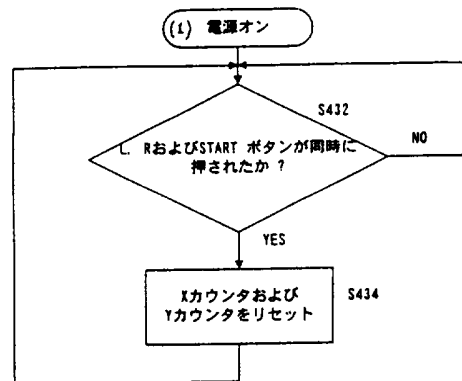 (1) 電源オン
S432
L. RおよびSTART ボタンが同時に
押されたか ?
NO
YES
Xカウンタおよび
Yカウンタをリセット
S434